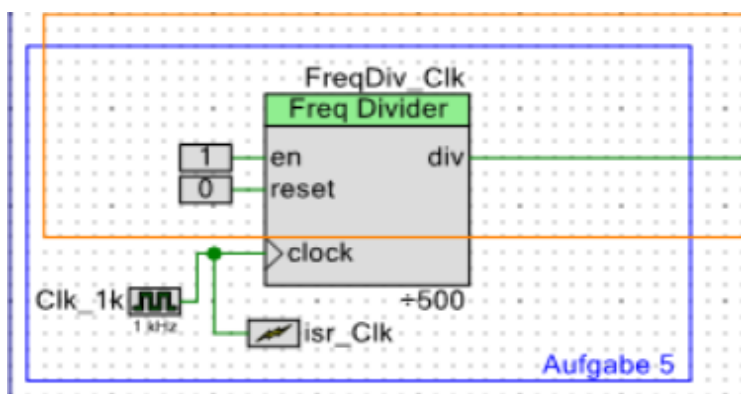 FreqDiv_Clk
Freq Divider
1 en div
0 reset
clock
Clk_1k
1 kHz
÷500
isr_Clk
Aufgabe 5